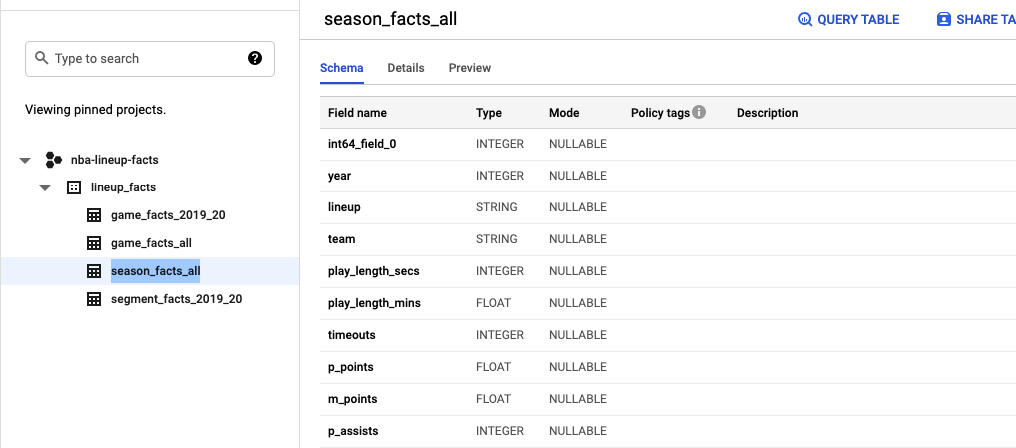 season_facts_all
QUERY TABLE
SHARE TA
Type to search
?
Schema Details Preview
Viewing pinned projects.
Field name Type Mode Policy tags i Description
int64_field_0 INTEGER NULLABLE
nba-lineup-facts
year INTEGER NULLABLE
lineup_facts
lineup STRING NULLABLE
game_facts_2019_20
team STRING NULLABLE
game_facts_all
season_facts_all
play_length_secs INTEGER NULLABLE
segment_facts_2019_20
play_length_mins FLOAT NULLABLE
timeouts INTEGER NULLABLE
p_points FLOAT NULLABLE
m_points FLOAT NULLABLE
p_assists INTEGER NULLABLE